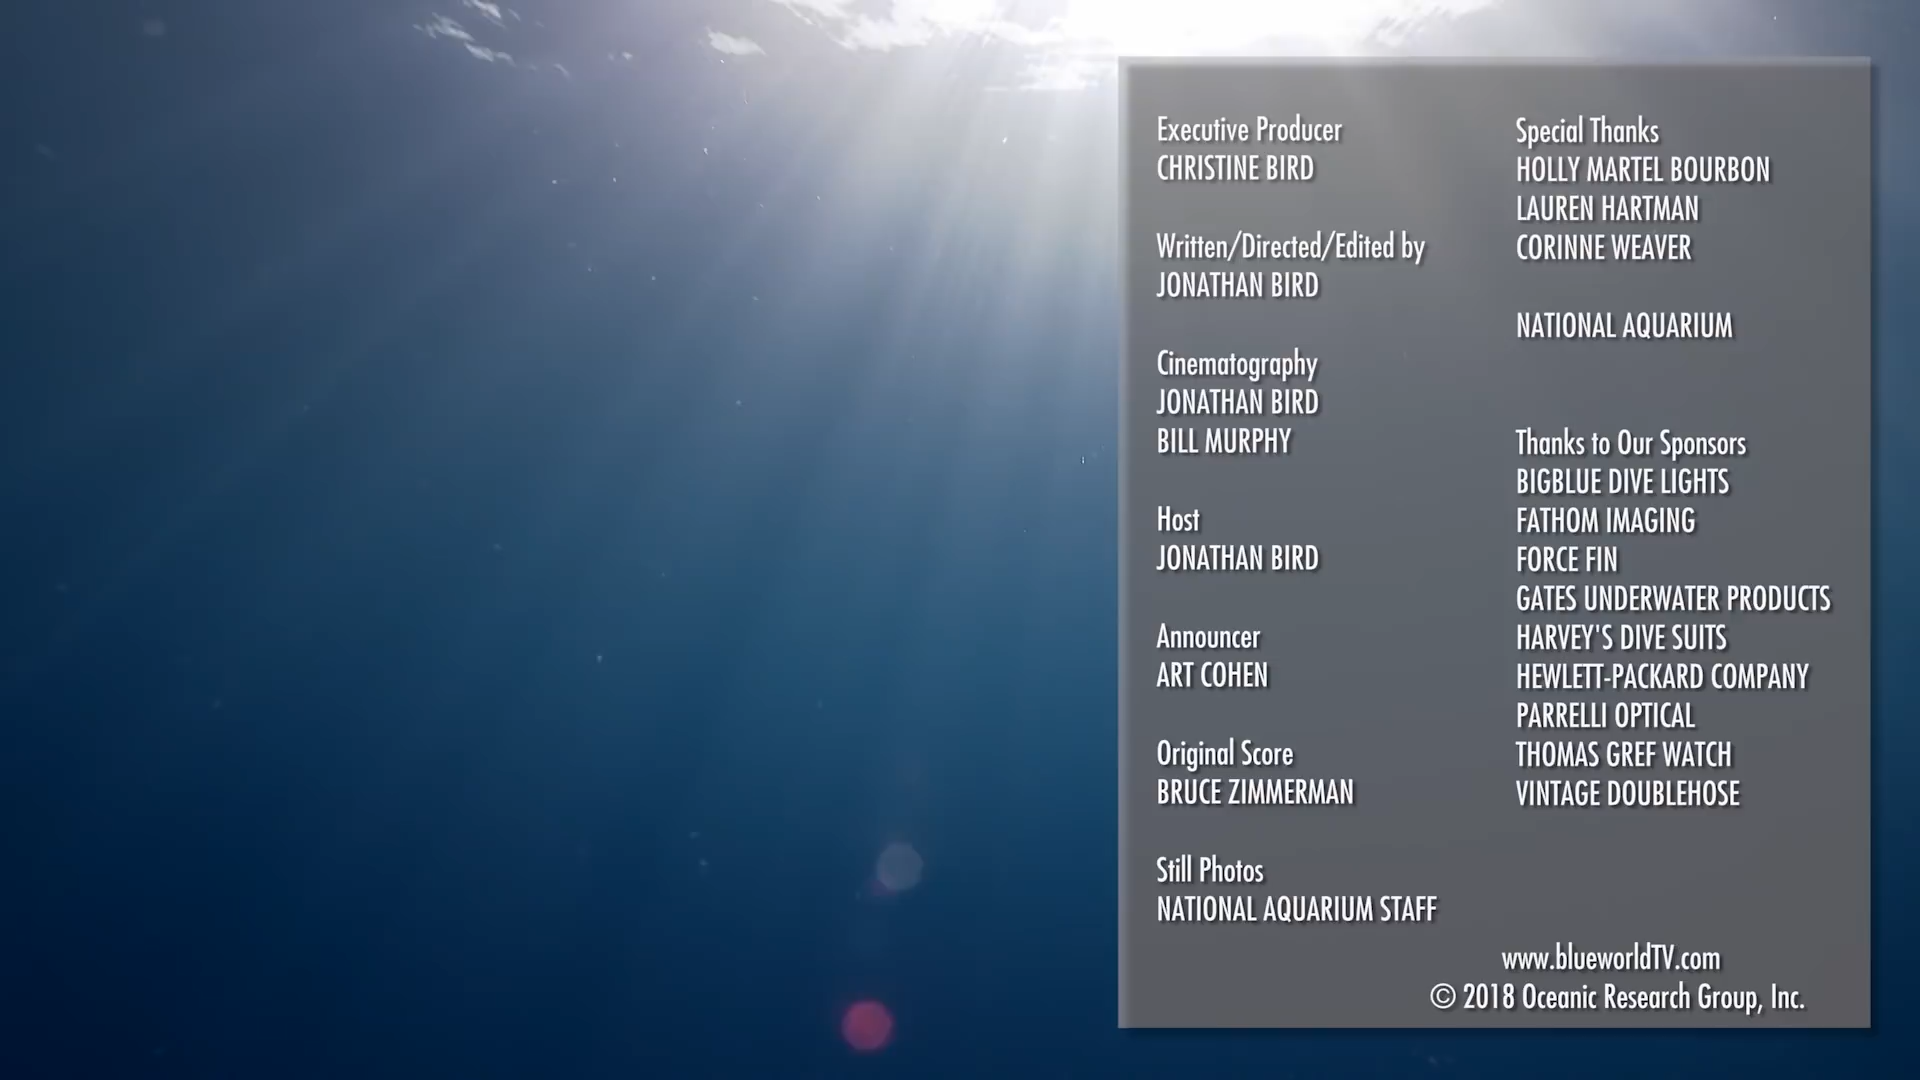 Executive Producer
CHRISTINE BIRD
Written/Directed/Edited by
JONATHAN BIRD
Cinematography
JONATHAN BIRD
BILL MURPHY
Host
JONATHAN BIRD
Announcer
ART COHEN
Original Score
BRUCE ZIMMERMAN
Still Photos
NATIONAL AQUARIUM STAFF
Special Thanks
HOLLY MARTEL BOURBON
LAUREN HARTMAN
CORINNE WEAVER
NATIONAL AQUARIUM
Thanks to Our Sponsors
BIGBLUE DIVE LIGHTS
FATHOM IMAGING
FORCE FIN
GATES UNDERWATER PRODUCTS
HARVEY'S DIVE SUITS
HEWLETT-PACKARD COMPANY
PARRELLI OPTICAL
THOMAS GREF WATCH
VINTAGE DOUBLEHOSE
www.blueworldTV.com
© 2018 Oceanic Research Group, Inc.